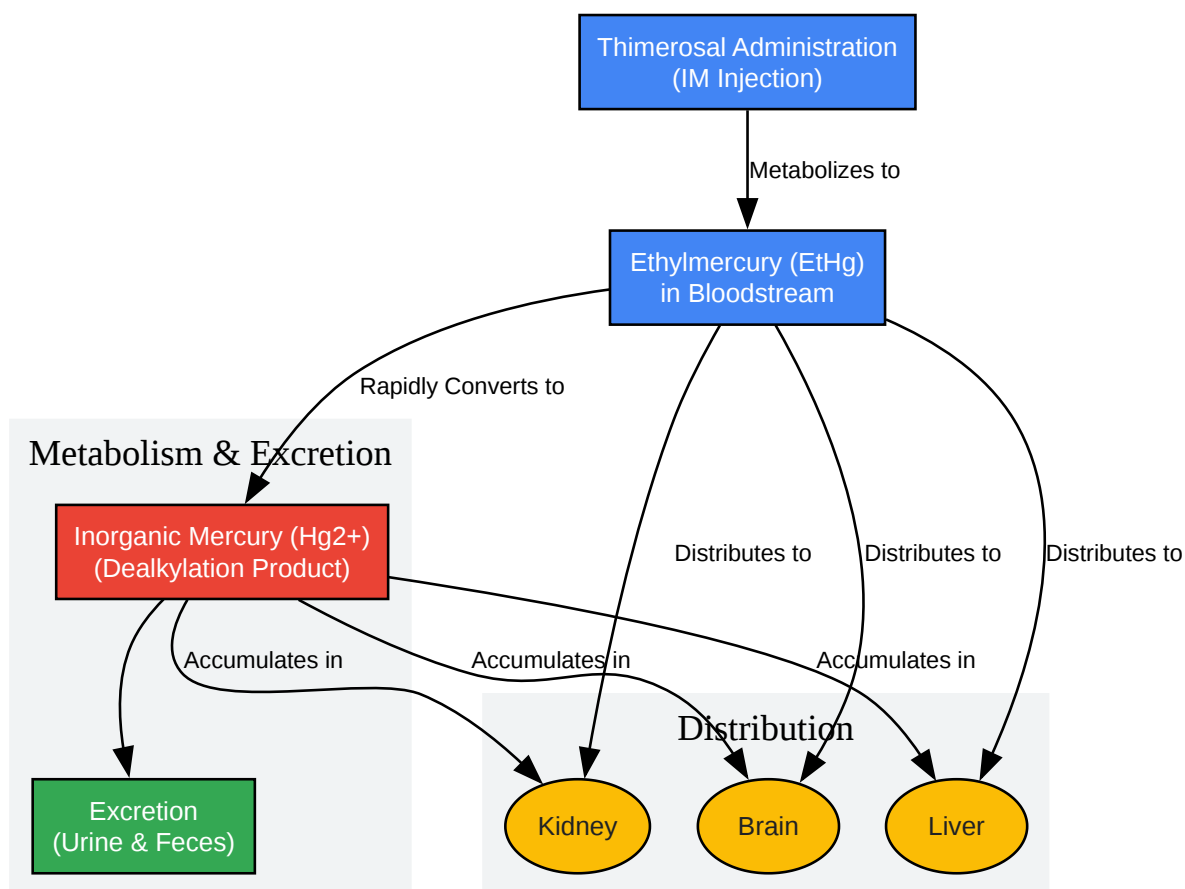 Thimerosal Administration
(IM Injection)
Metabolizes to
Ethylmercury (EtHg)
in Bloodstream
Rapidly Converts to
Metabolism & Excretion
Inorganic Mercury (Hg2+)
(Dealkylation Product)
Distributes to
Distributes to
Distributes to
Accumulates in
Accumulates in
Accumulates in
Distribution
Excretion
(Urine & Feces)
Kidney
Brain
Liver